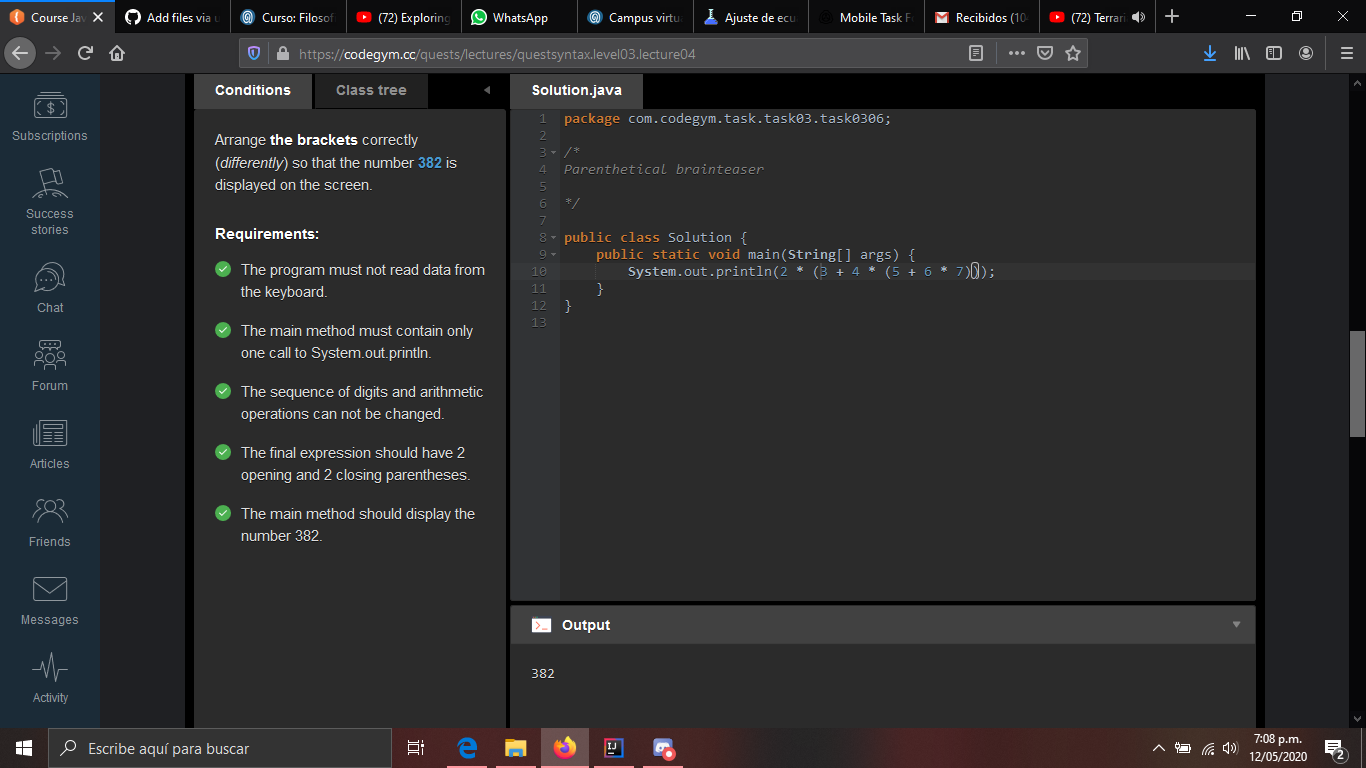 Course Jav
Add files via u
Curso: Filosof
(72) Exploring
WhatsApp
Campus virtu
Ajuste de ecu
Mobile Task F
Recibidos (10
(72) Terrari
https://codegym.cc/quests/lectures/questsyntax.level03.lecture04
Subscriptions
Success
stories
Chat
Forum
Articles
Friends
Messages
Activity
Conditions
Class tree
Arrange the brackets correctly
(differently) so that the number 382 is
displayed on the screen.
Requirements:
The program must not read data from
the keyboard.
The main method must contain only
one call to System.out.println.
The sequence of digits and arithmetic
operations can not be changed.
The final expression should have 2
opening and 2 closing parentheses.
The main method should display the
number 382.
Solution.java
1 package com.codegym.task.task03.task0306;
2
3 /*
4 Parenthetical brainteaser
5
6 */
7
8 public class Solution {
9 public static void main(String[] args) {
10 System.out.println(2 * (3 + 4 * (5 + 6 * 7)));
11 }
12 }
13
Output
382
Escribe aquí para buscar
7:08 p.m.
12/05/2020
2